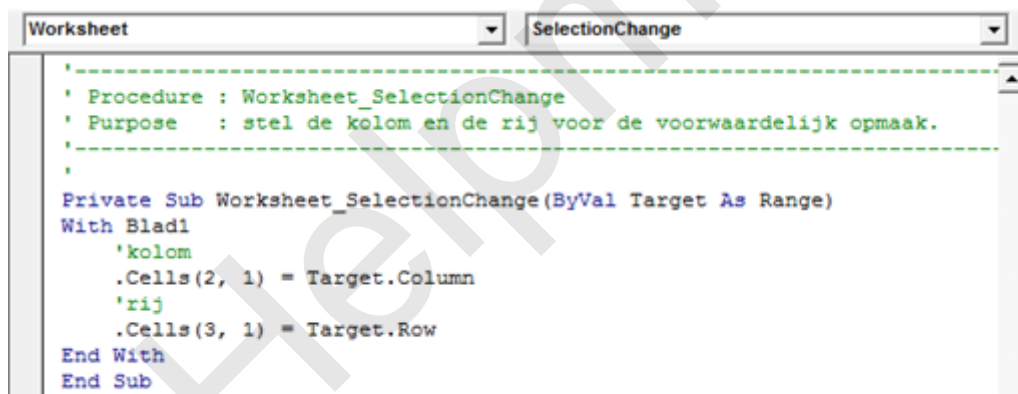 Worksheet SelectionChange
'-----------------------------------------------------------------------
' Procedure : Worksheet_SelectionChange
' Purpose   : stel de kolom en de rij voor de voorwaardelijk opmaak.
'-----------------------------------------------------------------------
'
Private Sub Worksheet_SelectionChange(ByVal Target As Range)
With Blad1
    'kolom
    .Cells(2, 1) = Target.Column
    'rij
    .Cells(3, 1) = Target.Row
End With
End Sub
Helpm